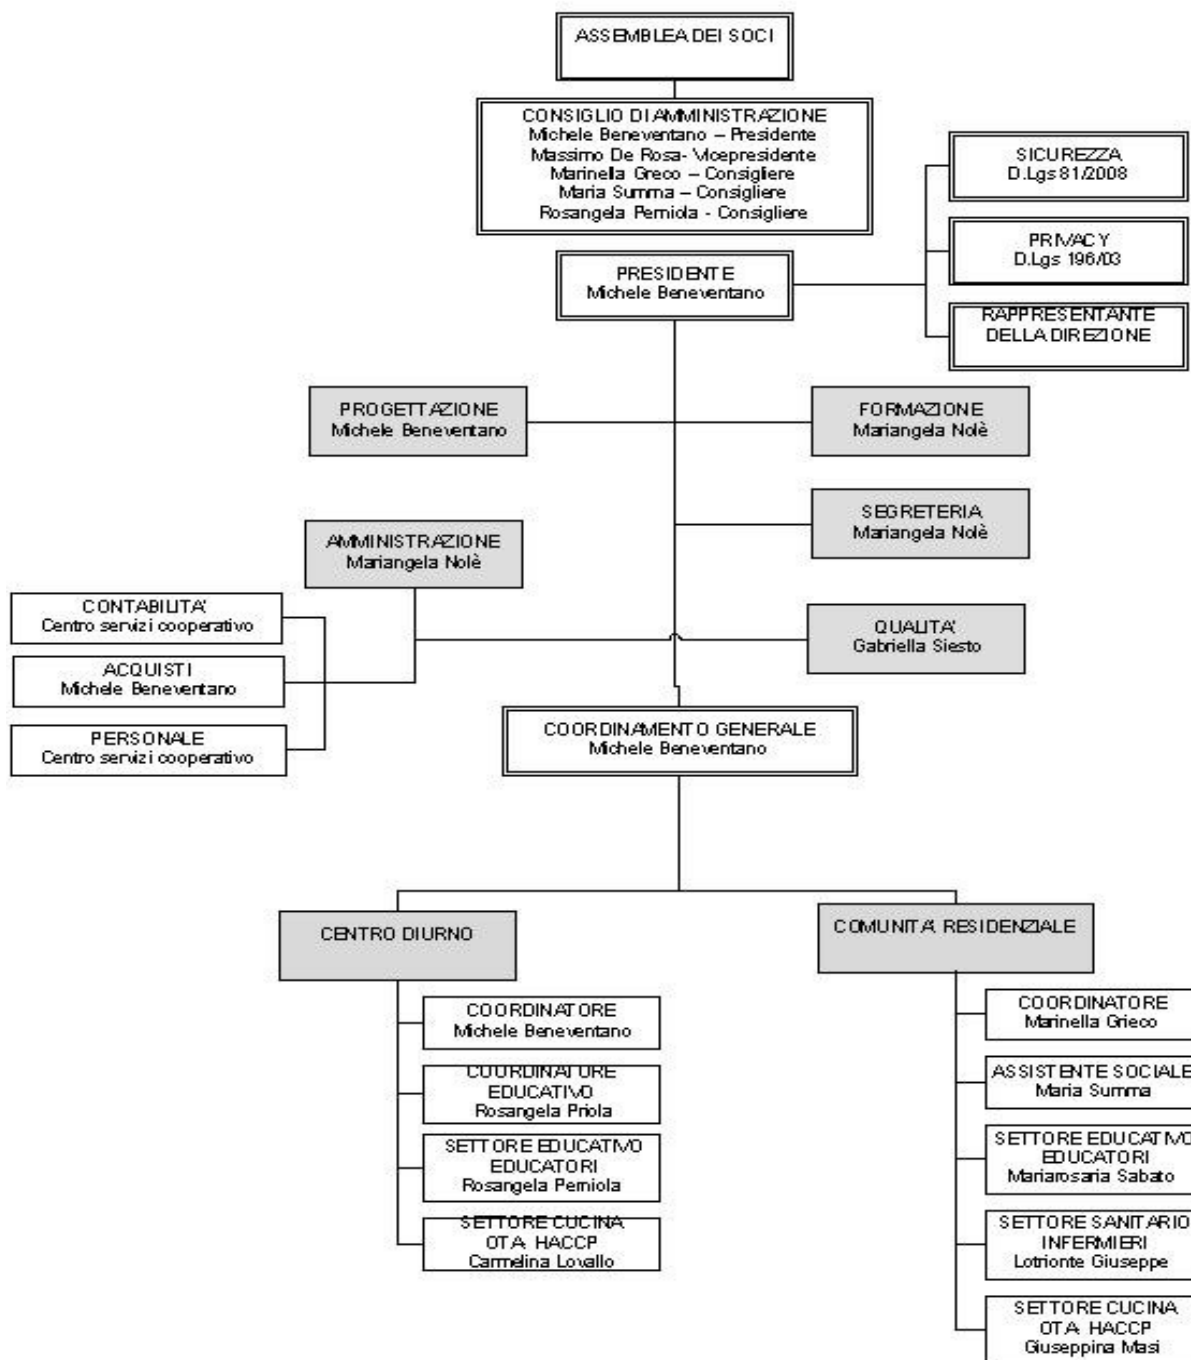 ASSEMBLEA DEI SOCI
CONSIGLIO DI AMMINISTRAZIONE
Michele Beneventano – Presidente
Massimo De Rosa- Vicepresidente
Marinella Greco – Consigliere
Maria Summa – Consigliere
Rosangela Perniola - Consigliere
SICUREZZA
D.Lgs 81/2008
PRIVACY
D.Lgs 196/03
PRESIDENTE
Michele Beneventano
RAPPRESENTANTE
DELLA DIREZIONE
PROGETTAZIONE
Michele Beneventano
FORMAZIONE
Mariangela Nolè
SEGRETERIA
Mariangela Nolè
AMMINISTRAZIONE
Mariangela Nolè
CONTABILITA'
Centro servizi cooperativo
ACQUISTI
Michele Beneventano
PERSONALE
Centro servizi cooperativo
QUALITA'
Gabriella Siesto
COORDINAMENTO GENERALE
Michele Beneventano
CENTRO DIURNO
COORDINATORE
Michele Beneventano
COORDINATORE
EDUCATIVO
Rosangela Priola
SETTORE EDUCATIVO
EDUCATORI
Rosangela Perniola
SETTORE CUCINA
OTA HACCP
Carmelina Lovallo
COMUNITA' RESIDENZIALE
COORDINATORE
Marinella Grieco
ASSISTENTE SOCIALE
Maria Summa
SETTORE EDUCATIVO
EDUCATORI
Mariarosaria Sabato
SETTORE SANITARIO
INFERMIERI
Lotrionte Giuseppe
SETTORE CUCINA
OTA HACCP
Giuseppina Masi